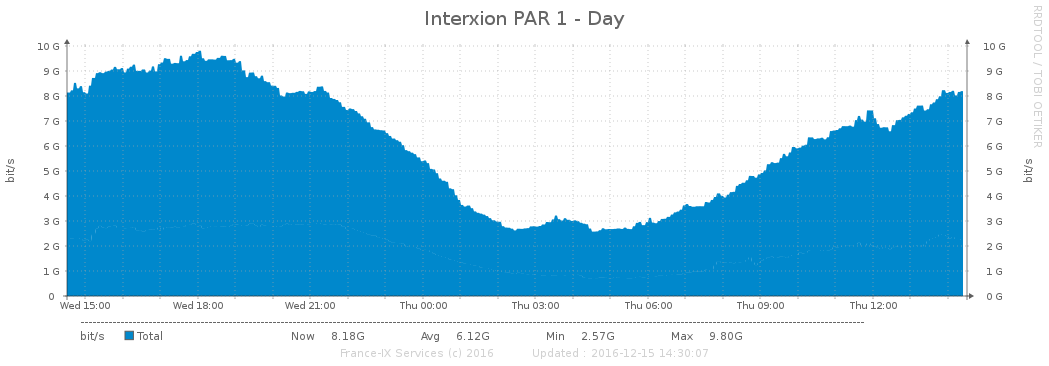 Interxion PAR 1 - Day
RRDTOOL / TOBI OETIKER
bit/s
bit/s
10 G 10 G
9 G 9 G
8 G 8 G
7 G 7 G
6 G 6 G
5 G 5 G
4 G 4 G
3 G 3 G
2 G 2 G
1 G 1 G
0 0 G
Wed 15:00 Wed 18:00 Wed 21:00 Thu 00:00 Thu 03:00 Thu 06:00 Thu 09:00 Thu 12:00
bit/s Total Now 8.18G Avg 6.12G Min 2.57G Max 9.80G
France-IX Services (c) 2016 Updated : 2016-12-15 14:30:07